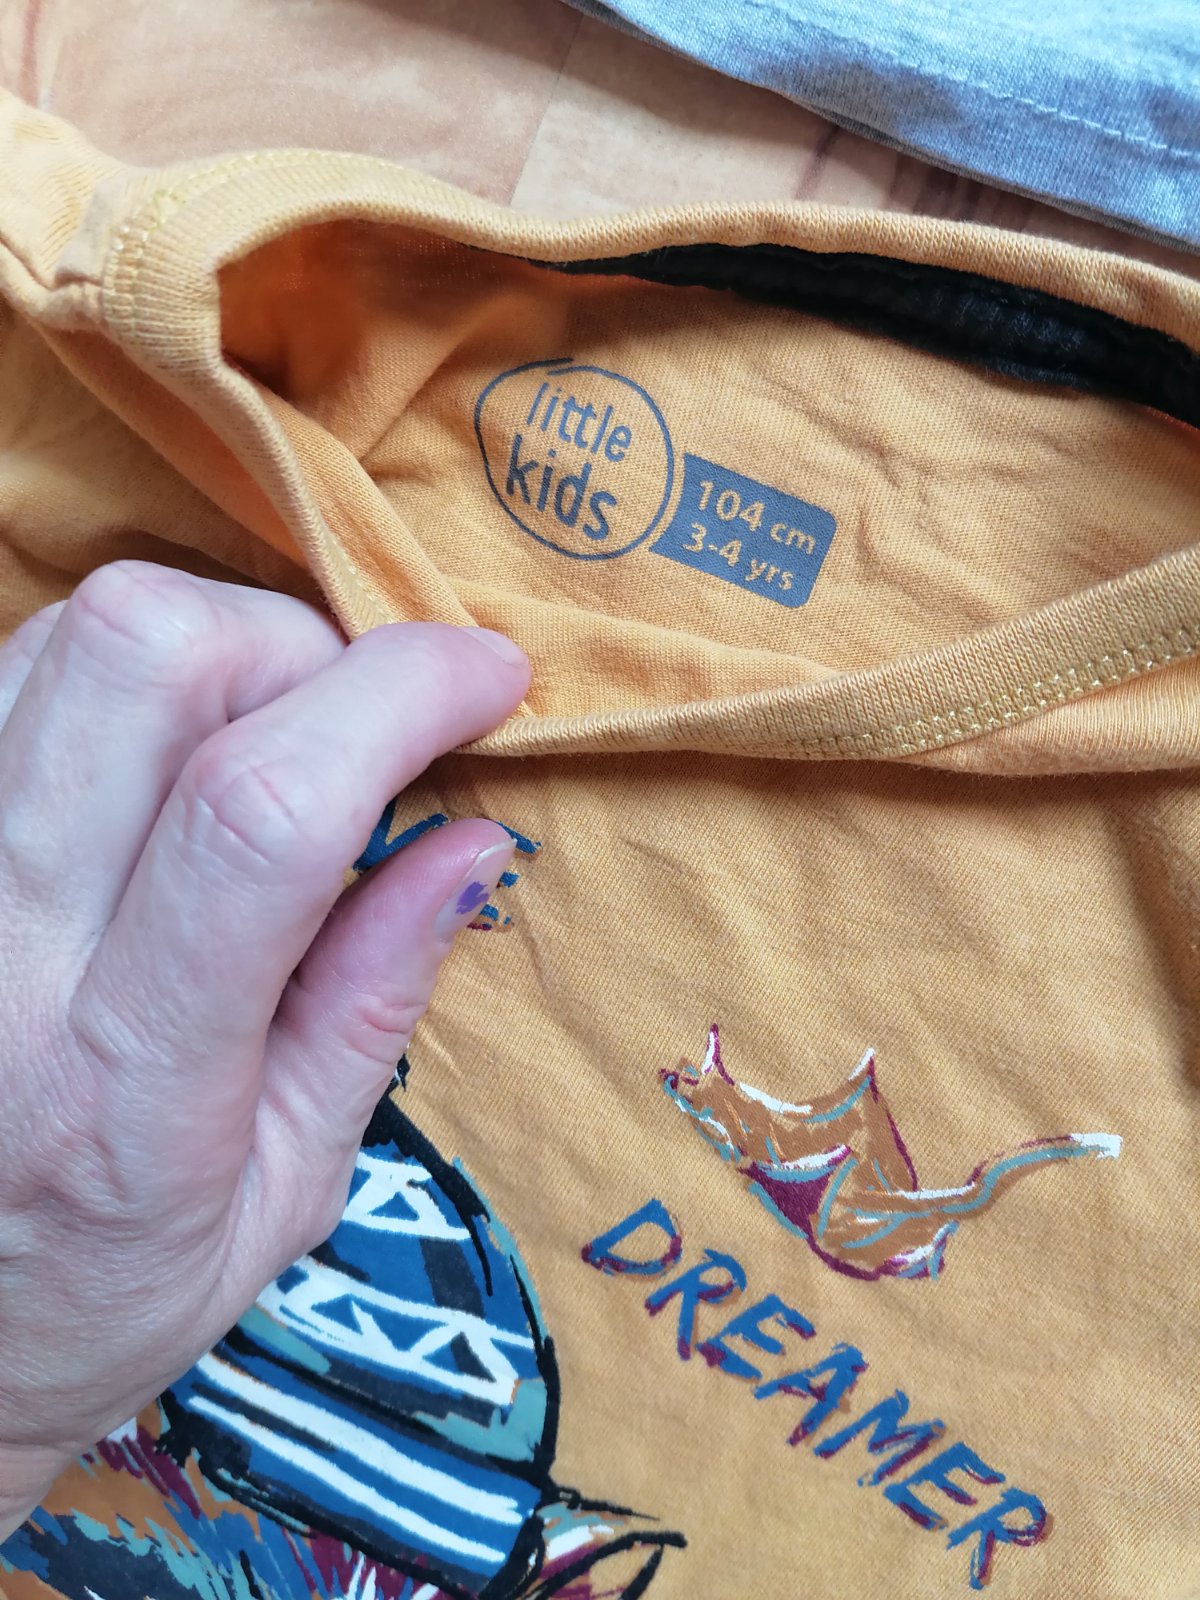 little
kids
104 cm
3-4 yrs
DREAMER